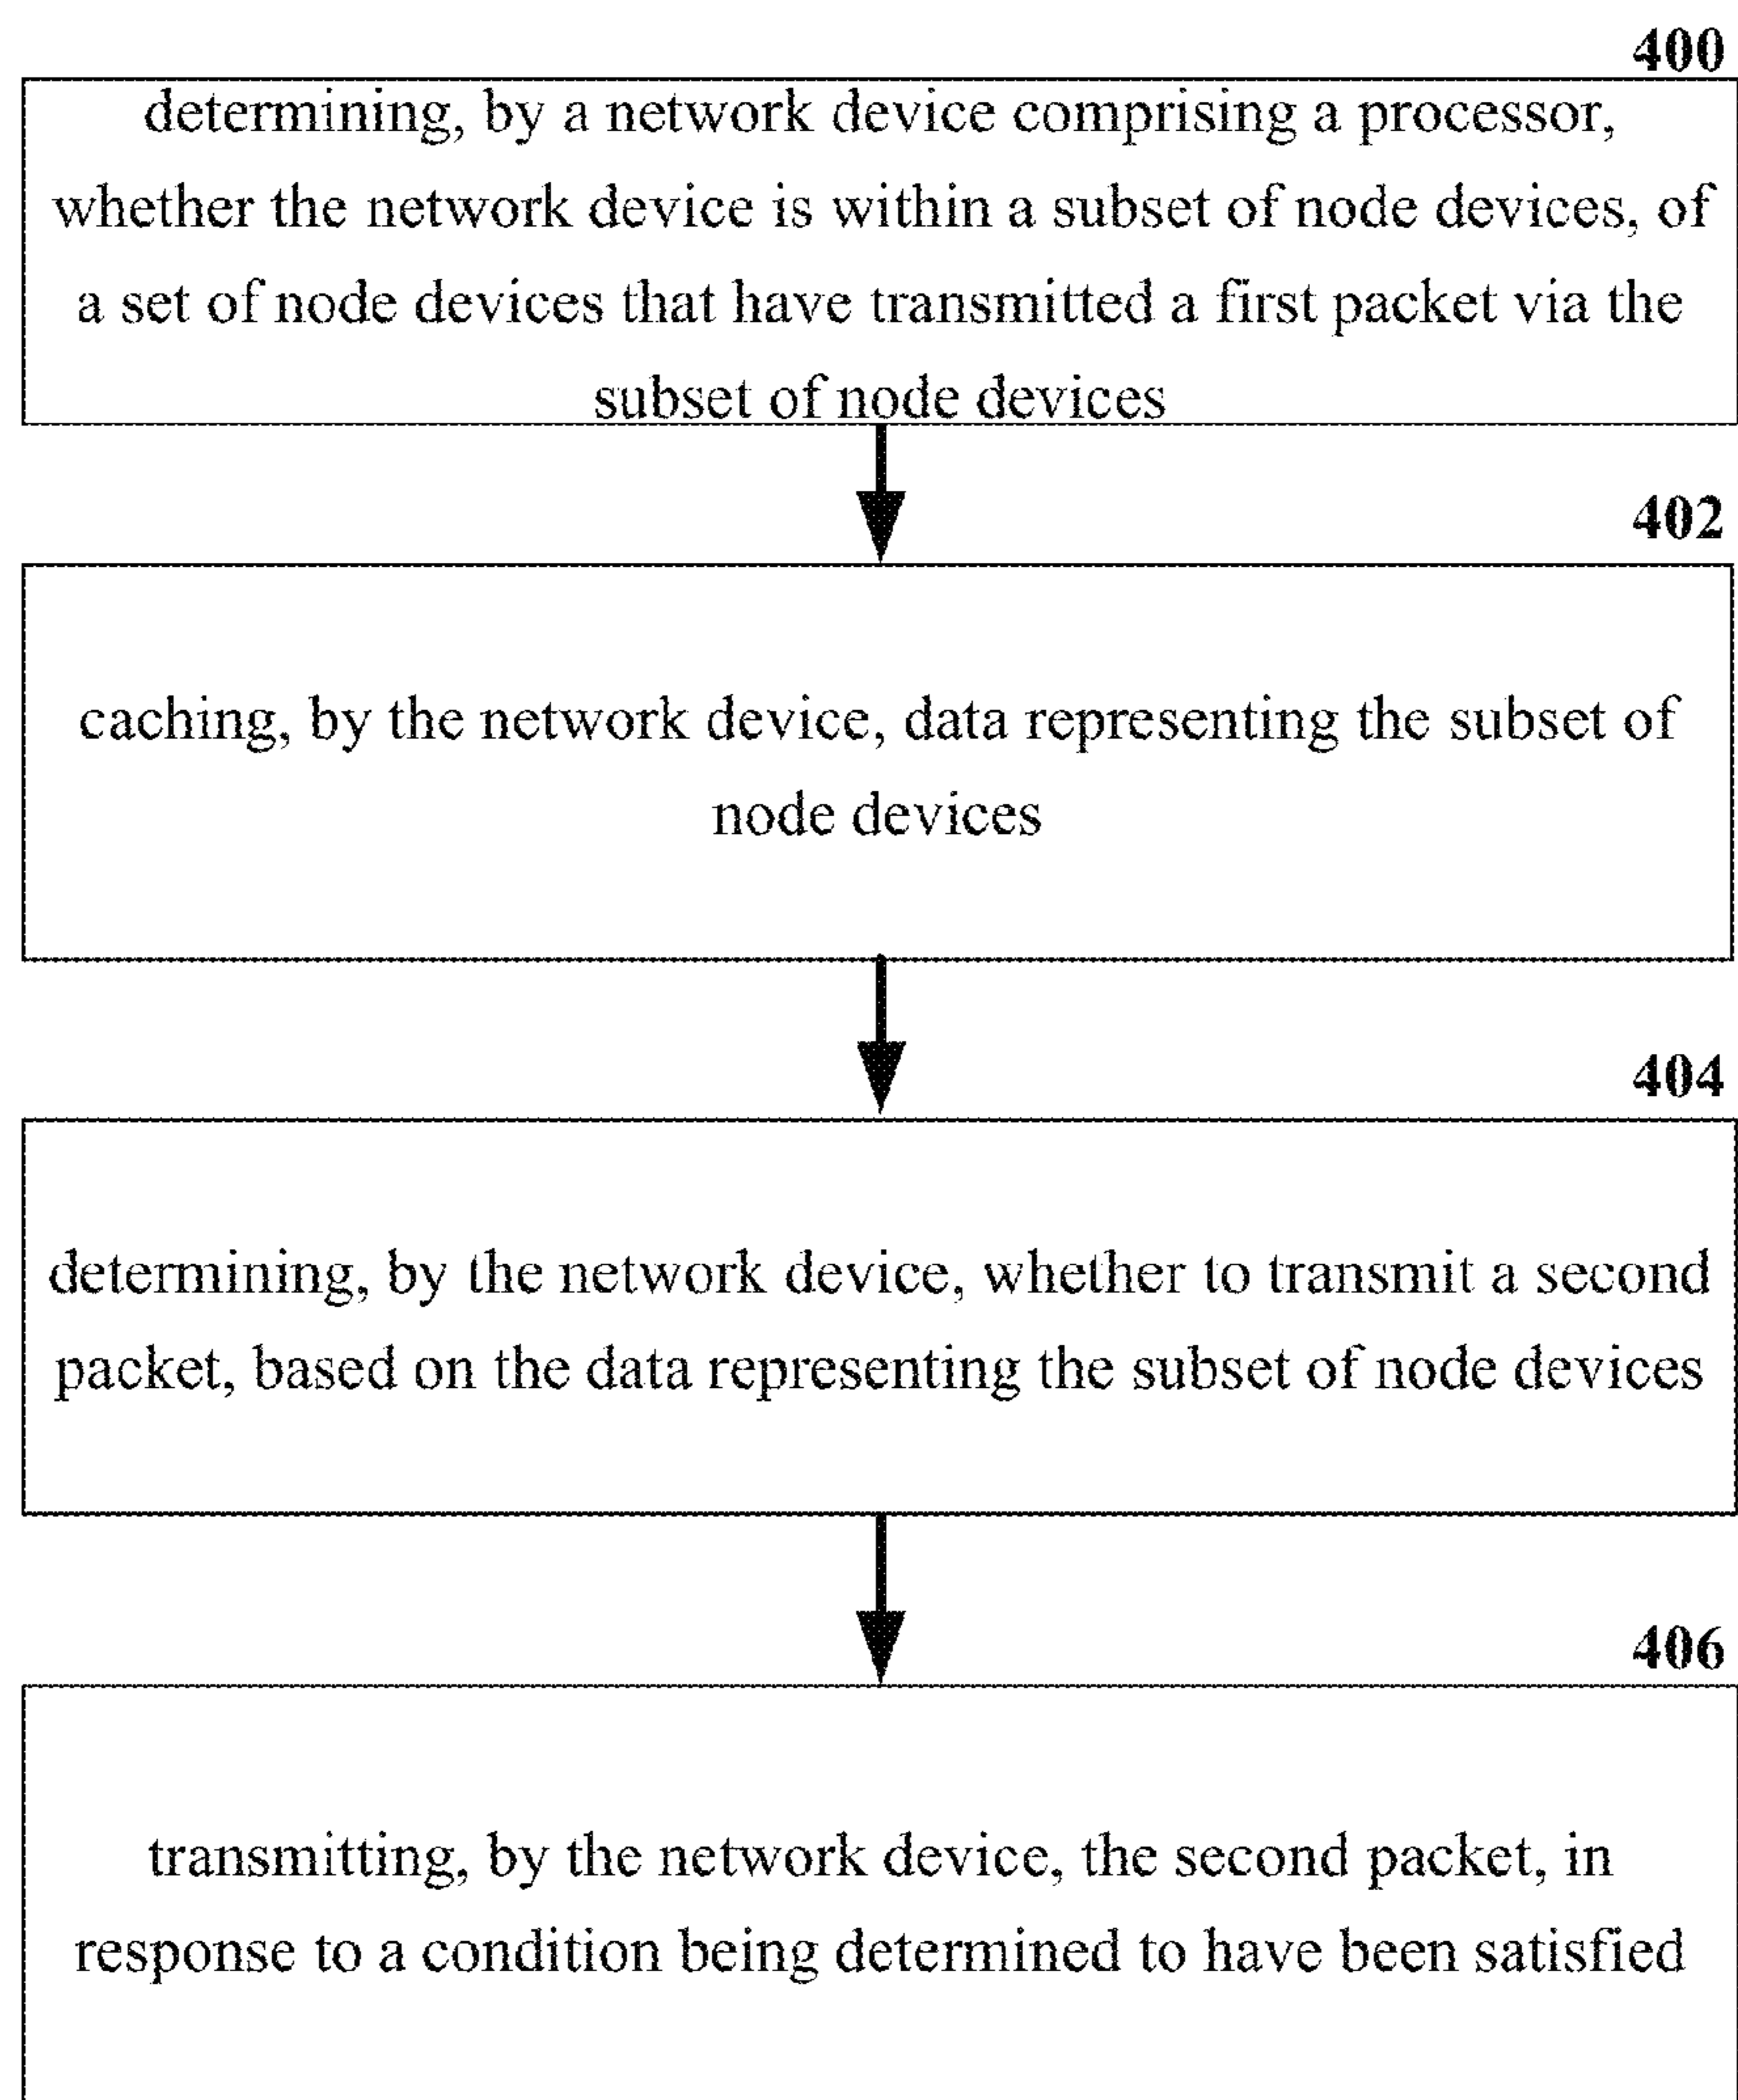 400
determining, by a network device comprising a processor,
whether the network device is within a subset of node devices, of
a set of node devices that have transmitted a first packet via the
subset of node devices
402
caching, by the network device, data representing the subset of
node devices
404
determining, by the network device, whether to transmit a second
packet, based on the data representing the subset of node devices
406
transmitting, by the network device, the second packet, in
response to a condition being determined to have been satisfied